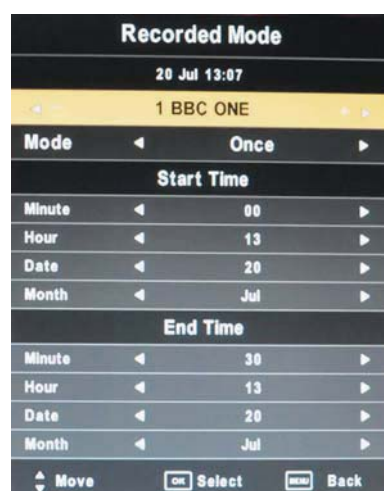 Recorded Mode
20 Jul 13:07
1 BBC ONE
Mode Once
Start Time
Minute 00
Hour 13
Date 20
Month Jul
End Time
Minute 30
Hour 13
Date 20
Month Jul
Move OK Select MENU Back